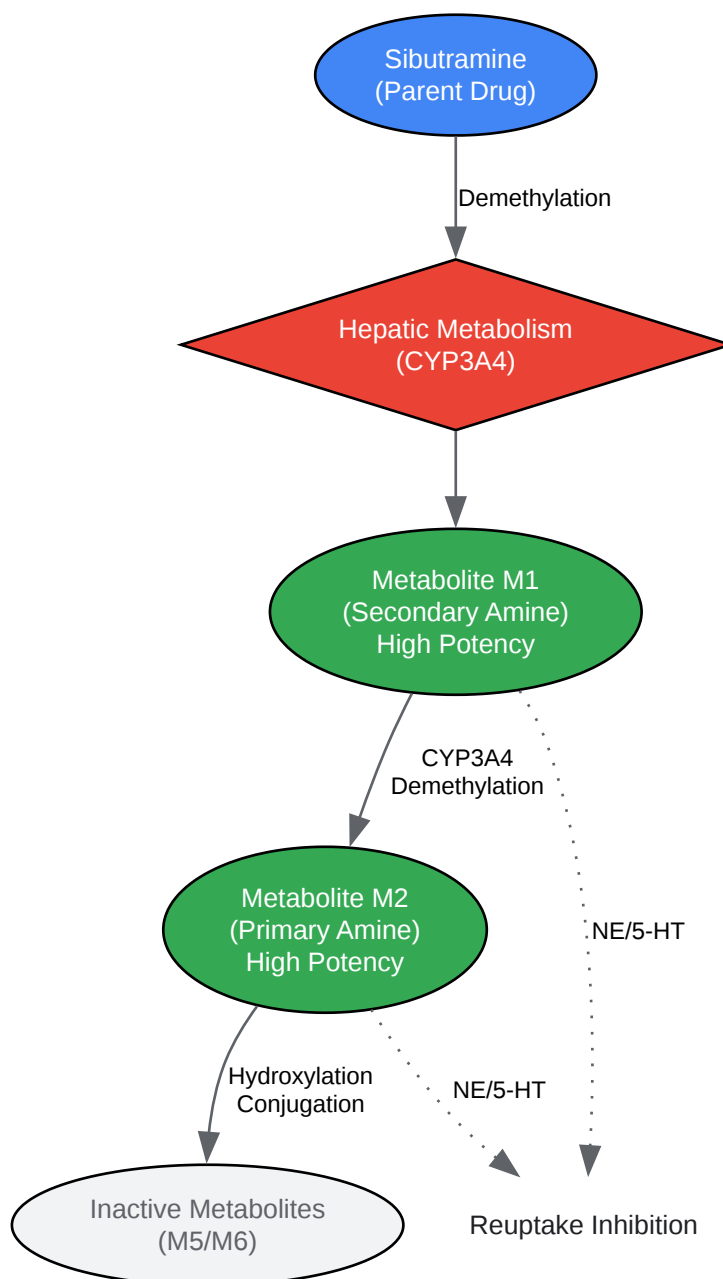 Sibutramine
(Parent Drug)
Demethylation
Hepatic Metabolism
(CYP3A4)
Metabolite M1
(Secondary Amine)
High Potency
CYP3A4
Demethylation
Metabolite M2
(Primary Amine)
High Potency
NE/5-HT
Hydroxylation
Conjugation
NE/5-HT
Inactive Metabolites
(M5/M6)
Reuptake Inhibition